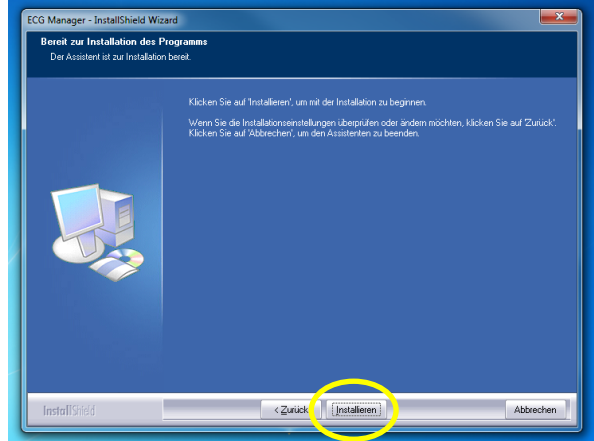 ECG Manager - InstallShield Wizard
Bereit zur Installation des Programms
Der Assistent ist zur Installation bereit.
Klicken Sie auf 'Installieren', um mit der Installation zu beginnen.
Wenn Sie die Installationseinstellungen überprüfen oder ändern möchten, klicken Sie auf 'Zurück'.
Klicken Sie auf 'Abbrechen', um den Assistenten zu beenden.
InstallShield
< Zurück
Installieren
Abbrechen